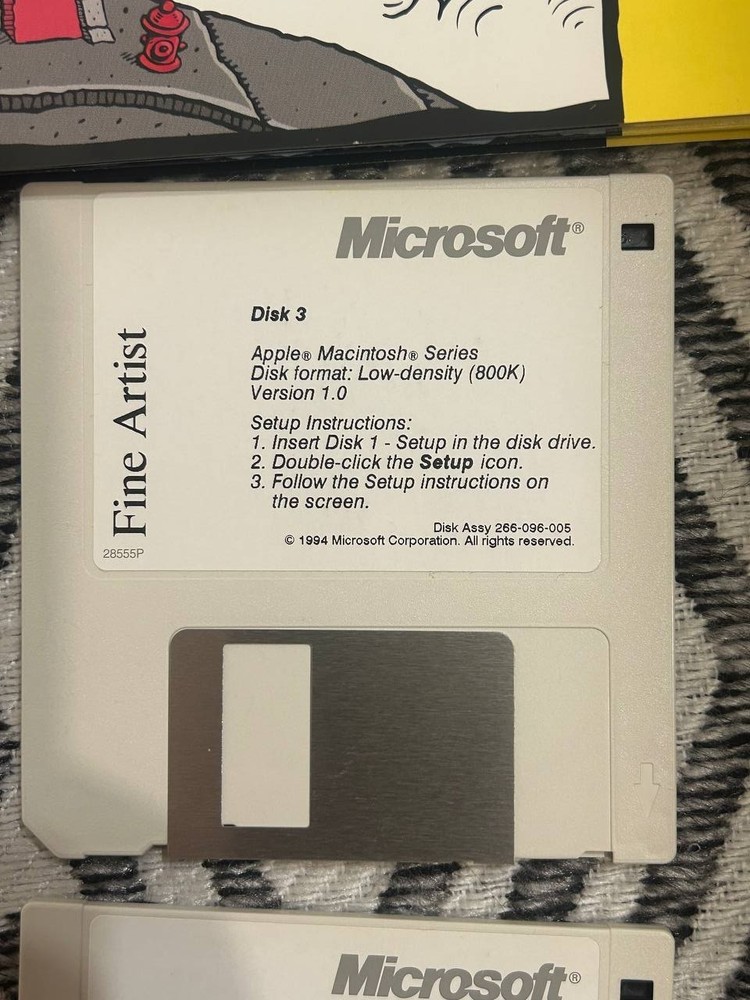 Microsoft®
Disk 3
Apple® Macintosh® Series
Disk format: Low-density (800K)
Version 1.0
Setup Instructions:
1. Insert Disk 1 - Setup in the disk drive.
2. Double-click the Setup icon.
3. Follow the Setup instructions on
the screen.
Disk Assy 266-096-005
© 1994 Microsoft Corporation. All rights reserved.
Fine Artist
28555P
Microsoft®